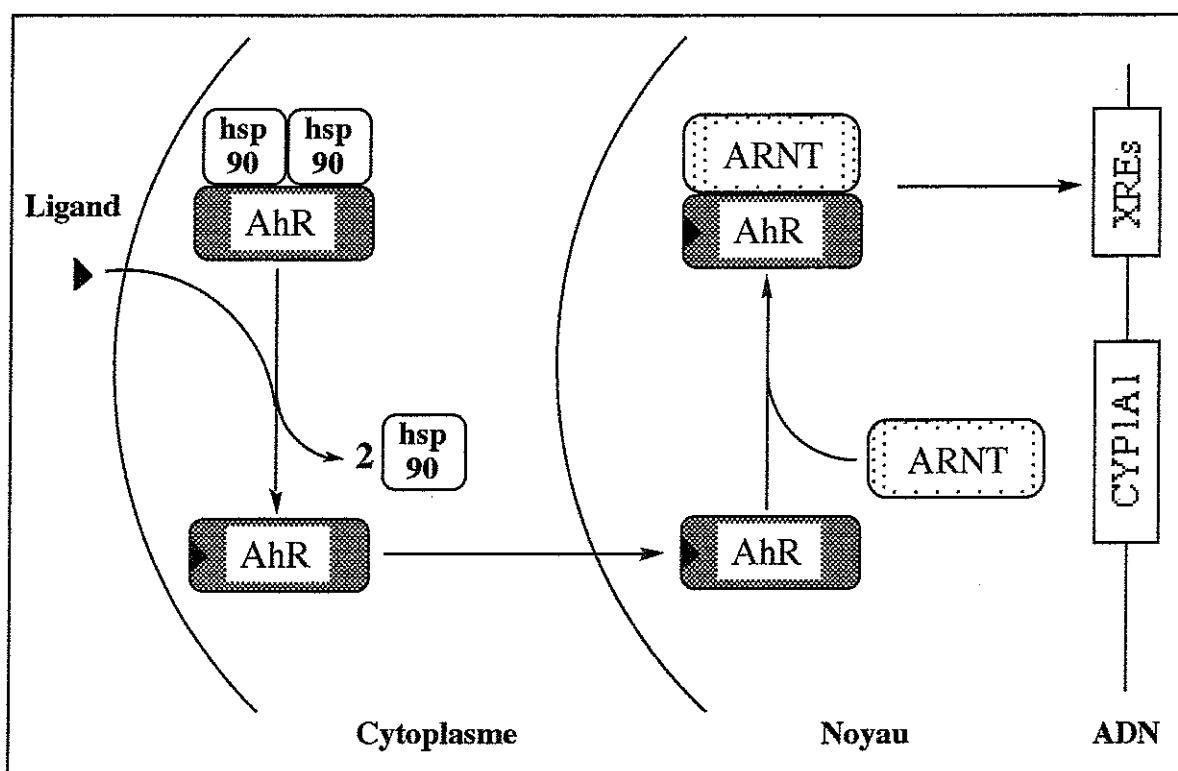 hsp
90
hsp
90
AhR
Ligand
2
hsp
90
AhR
ARNT
AhR
ARNT
AhR
XREs
CYP1A1
Cytoplasme
Noyau
ADN